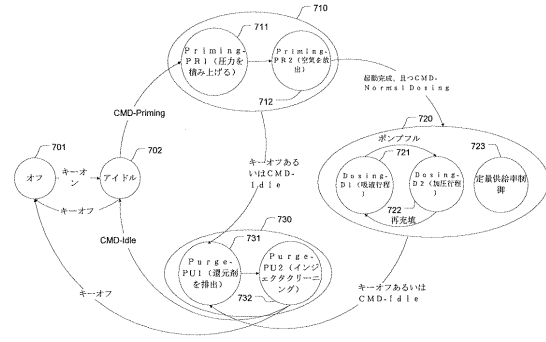 710
711
Priming-
PR1(圧力を
積み上げる)
Priming-
PR2(空気を放
出)
712
CMD-Priming
起動完成、且つCMD-
NormalDosing
720
701
オフ
キーオ
ン
702
アイドル
キーオフ
キーオフある
いはCMD-
Idle
ポンプフル
721
Dosing-
D1(吸液行程
)
Dosing-
D2(加圧行程
)
722
再充填
723
定量供給率制
御
CMD-Idle
730
731
Purge-
PU1(還元剤
を排出)
Purge-
PU2(インジ
ェクタクリーニ
ング)
732
キーオフ
キーオフあるいは
CMD-Idle